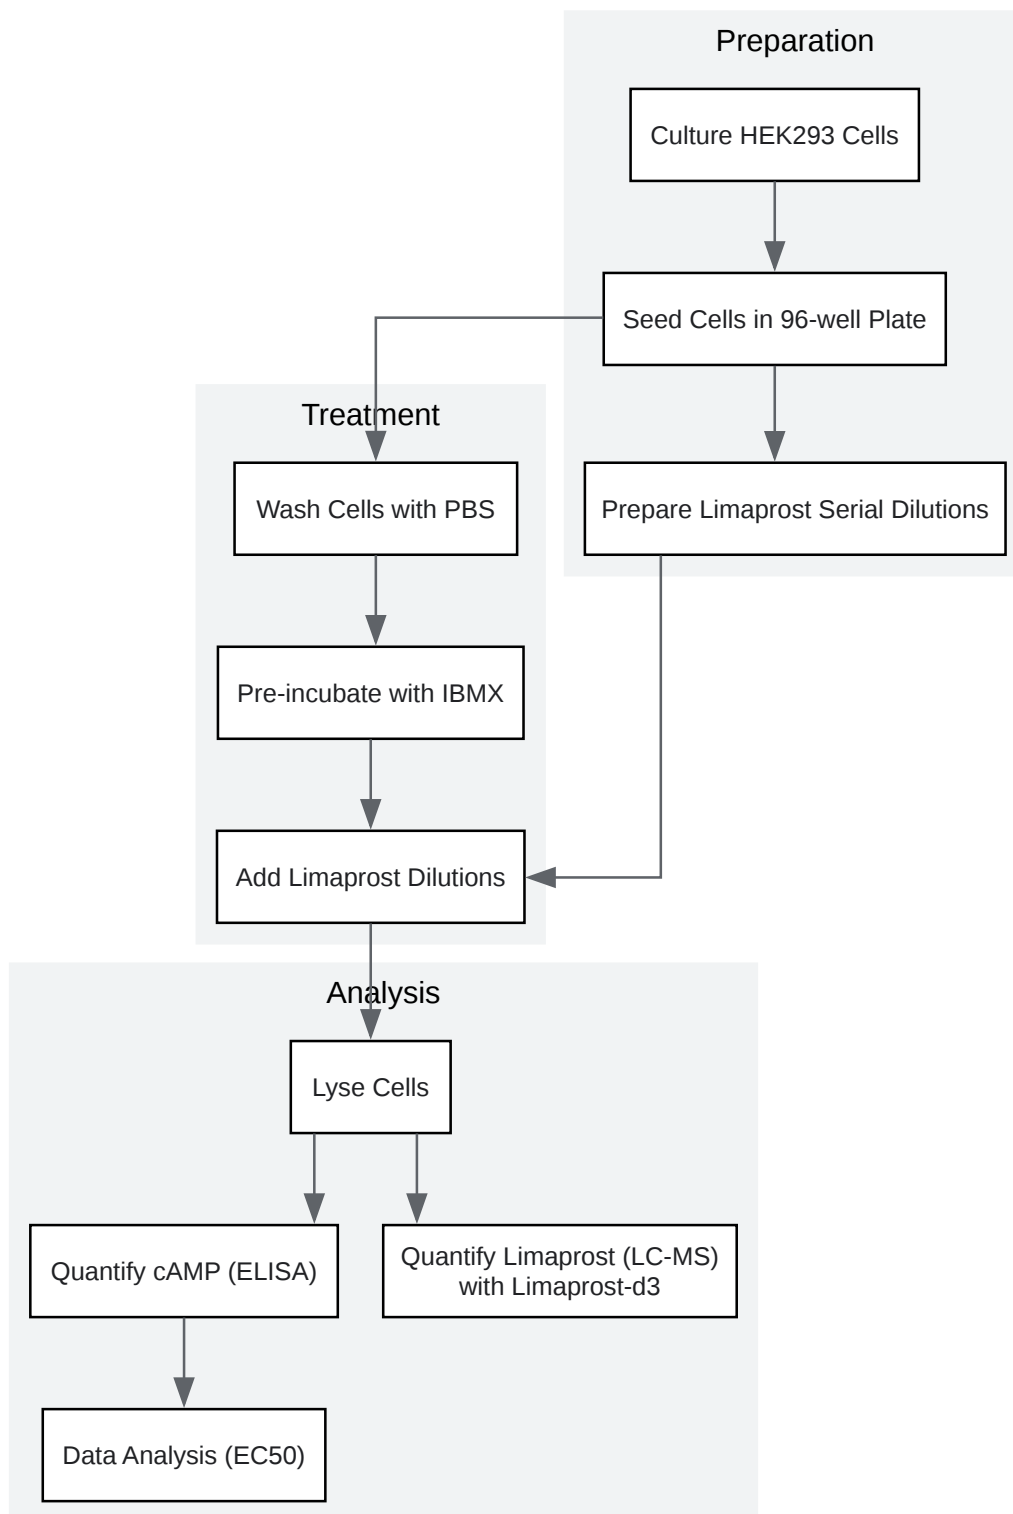 Preparation
Culture HEK293 Cells
Seed Cells in 96-well Plate
Prepare Limaprost Serial Dilutions
Treatment
Wash Cells with PBS
Pre-incubate with IBMX
Add Limaprost Dilutions
Analysis
Lyse Cells
Quantify cAMP (ELISA)
Quantify Limaprost (LC-MS)
with Limaprost-d3
Data Analysis (EC50)